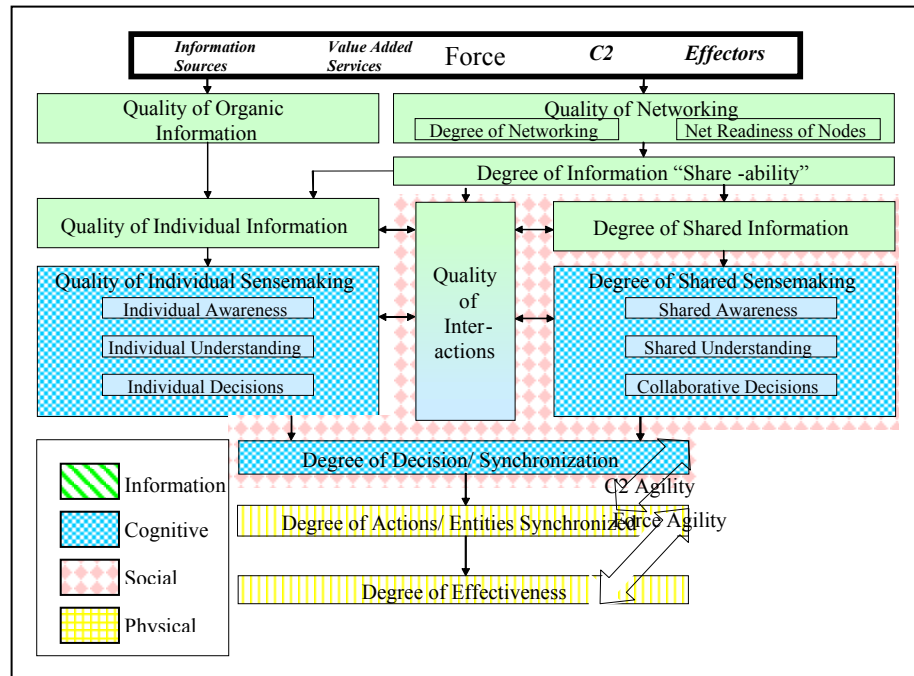 Information
Sources
Value Added
Services
Force
C2
Effectors
Quality of Organic
Information
Quality of Networking
Degree of Networking
Net Readiness of Nodes
Degree of Information “Share -ability”
Quality of Individual Information
Degree of Shared Information
Quality of Individual Sensemaking
Individual Awareness
Individual Understanding
Individual Decisions
Quality
of
Inter-
actions
Degree of Shared Sensemaking
Shared Awareness
Shared Understanding
Collaborative Decisions
Degree of Decision/ Synchronization
C2 Agility
Degree of Actions/ Entities Synchronized
Force Agility
Degree of Effectiveness
Information
Cognitive
Social
Physical